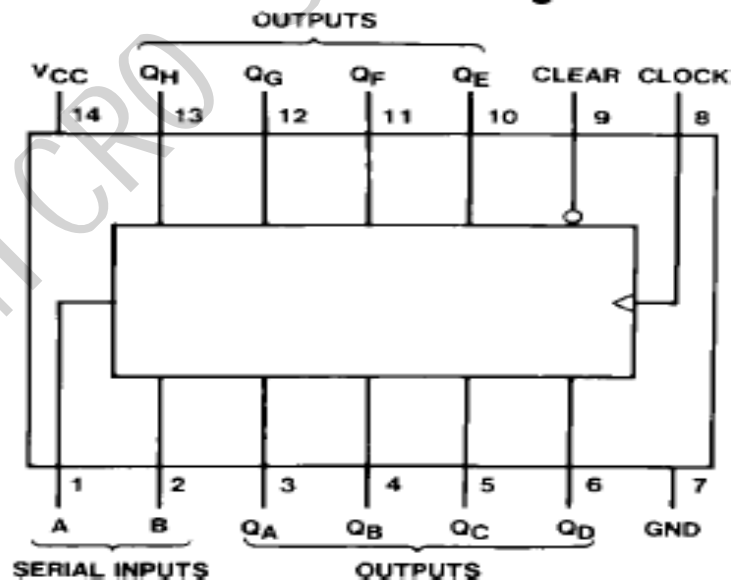 OUTPUTS
VCC QH QG QF QE CLEAR CLOCK
14 13 12 11 10 9 8
1 2 3 4 5 6 7
A B QA QB QC QD GND
SERIAL INPUTS OUTPUTS